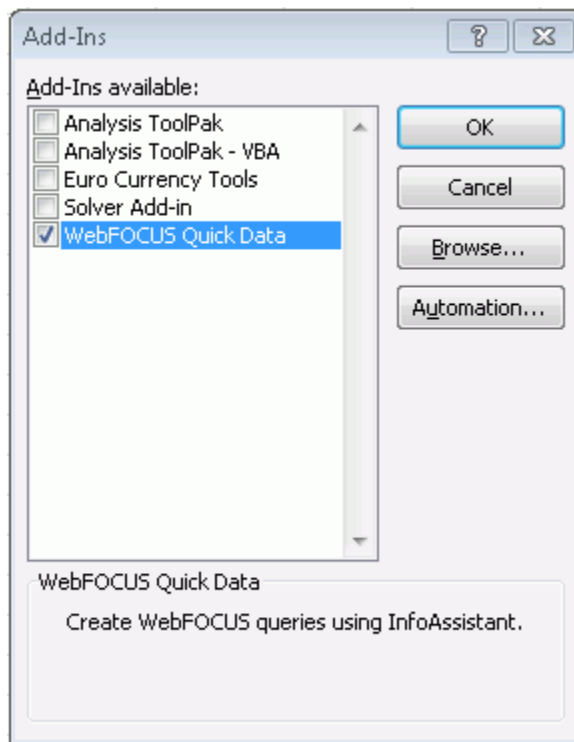 Add-Ins
Add-Ins available:
Analysis ToolPak
Analysis ToolPak - VBA
Euro Currency Tools
Solver Add-in
WebFOCUS Quick Data
OK
Cancel
Browse...
Automation...
WebFOCUS Quick Data
Create WebFOCUS queries using InfoAssistant.